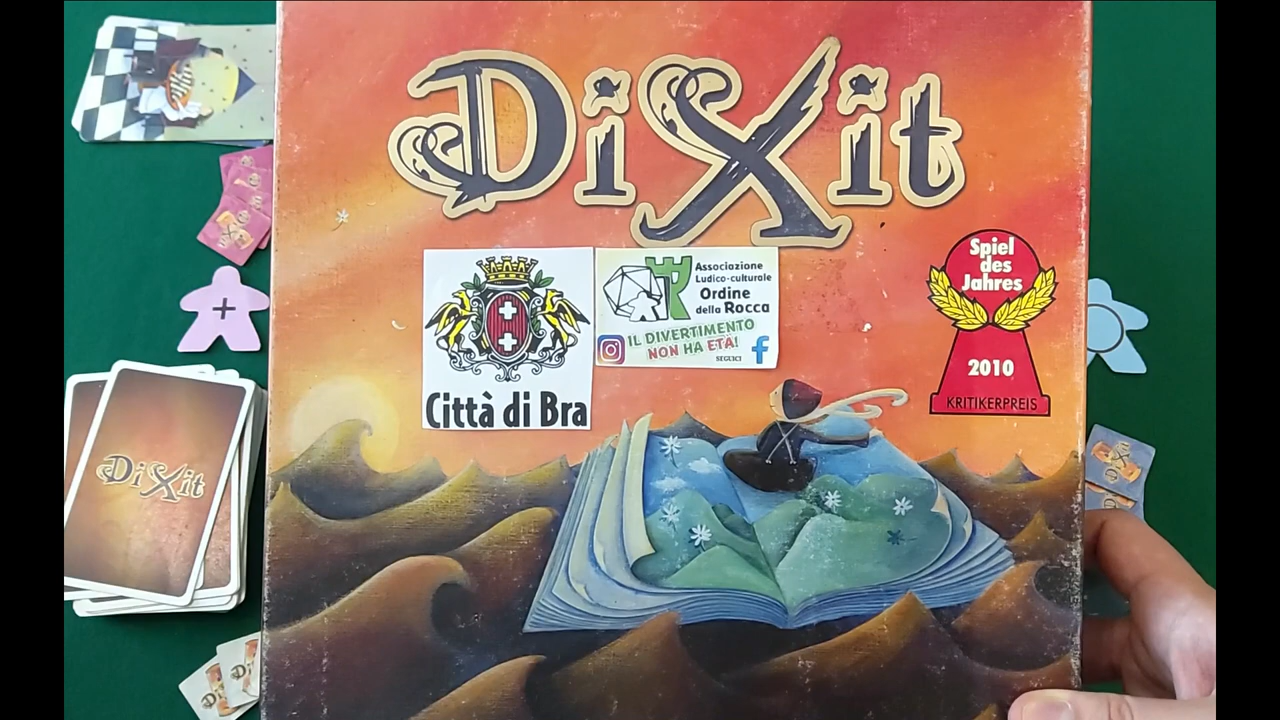 DiXit
Associazione
Ludico-culturale
Ordine
della Rocca
IL DIVERTIMENTO
NON HA ETÀ!
SEGUICI
Città di Bra
Spiel
des
Jahres
2010
KRITIKERPREIS
DiXit